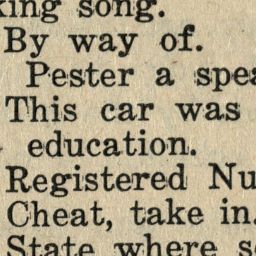 king song.
By way of.
Pester a spea
This car was
education.
Registered Nu
Cheat, take in.
State where s